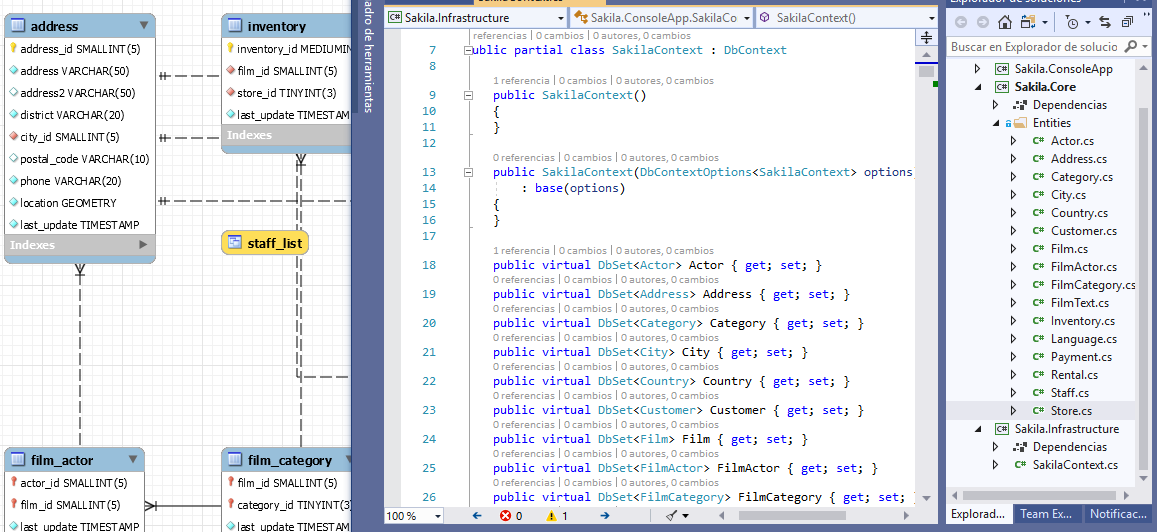 address
address_id SMALLINT(5)
address VARCHAR(50)
address2 VARCHAR(50)
district VARCHAR(20)
city_id SMALLINT(5)
postal_code VARCHAR(10)
phone VARCHAR(20)
location GEOMETRY
last_update TIMESTAMP
Indexes
inventory
inventory_id MEDIUMIN
film_id SMALLINT(5)
store_id TINYINT(3)
last_update TIMESTAM
Indexes
staff_list
film_actor
actor_id SMALLINT(5)
film_id SMALLINT(5)
last_update TIMESTAMP
film_category
film_id SMALLINT(5)
category_id TINYINT(3
last_update TIMESTAM
adro de herramientas
Sakila.Infrastructure
Sakila.ConsoleApp.SakilaCo
SakilaContext()
referencias | 0 cambios | 0 autores, 0 cambios
7 ublic partial class SakilaContext : DbContext
8
1 referencia | 0 cambios | 0 autores, 0 cambios
9 public SakilaContext()
10 {
11 }
12
0 referencias | 0 cambios | 0 autores, 0 cambios
13 public SakilaContext(DbContextOptions<SakilaContext> options
14 : base(options)
15 {
16 }
17
1 referencia | 0 cambios | 0 autores, 0 cambios
18 public virtual DbSet<Actor> Actor { get; set; }
0 referencias | 0 cambios | 0 autores, 0 cambios
19 public virtual DbSet<Address> Address { get; set; }
0 referencias | 0 cambios | 0 autores, 0 cambios
20 public virtual DbSet<Category> Category { get; set; }
0 referencias | 0 cambios | 0 autores, 0 cambios
21 public virtual DbSet<City> City { get; set; }
0 referencias | 0 cambios | 0 autores, 0 cambios
22 public virtual DbSet<Country> Country { get; set; }
0 referencias | 0 cambios | 0 autores, 0 cambios
23 public virtual DbSet<Customer> Customer { get; set; }
0 referencias | 0 cambios | 0 autores, 0 cambios
24 public virtual DbSet<Film> Film { get; set; }
0 referencias | 0 cambios | 0 autores, 0 cambios
25 public virtual DbSet<FilmActor> FilmActor { get; set; }
0 referencias | 0 cambios | 0 autores, 0 cambios
26 public virtual DbSet<FilmCategory> FilmCategory { get; set;
100 %
0
1
Explorador de soluciones
Buscar en Explorador de solucio
C# Sakila.ConsoleApp
C# Sakila.Core
Dependencias
Entities
C# Actor.cs
C# Address.cs
C# Category.cs
C# City.cs
C# Country.cs
C# Customer.cs
C# Film.cs
C# FilmActor.cs
C# FilmCategory.cs
C# FilmText.cs
C# Inventory.cs
C# Language.cs
C# Payment.cs
C# Rental.cs
C# Staff.cs
C# Store.cs
C# Sakila.Infrastructure
Dependencias
C# SakilaContext.cs
Explorad...
Team Ex...
Notificac...